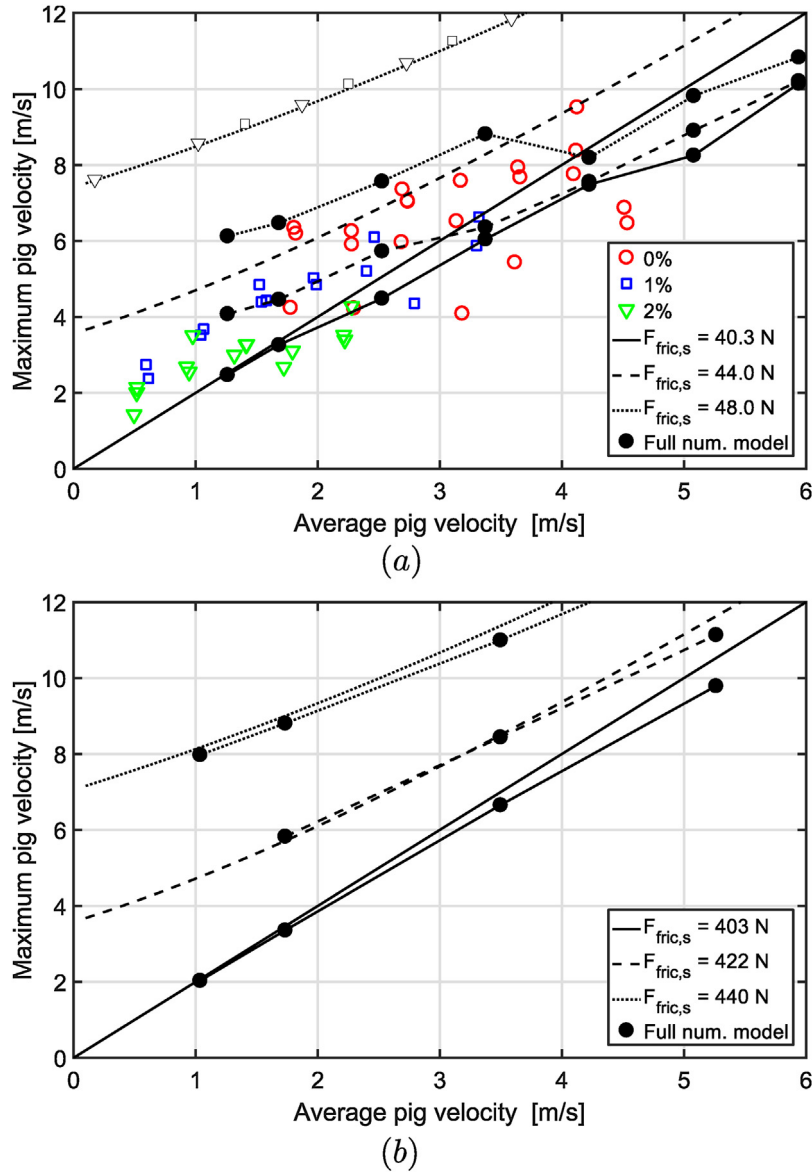 12
10
8
6
4
2
0
Maximum pig velocity [m/s]
0%
1%
2%
F_fric,s = 40.3 N
F_fric,s = 44.0 N
F_fric,s = 48.0 N
Full num. model
0 1 2 3 4 5 6
Average pig velocity [m/s]
(a)
12
10
8
6
4
2
0
Maximum pig velocity [m/s]
F_fric,s = 403 N
F_fric,s = 422 N
F_fric,s = 440 N
Full num. model
0 1 2 3 4 5 6
Average pig velocity [m/s]
(b)